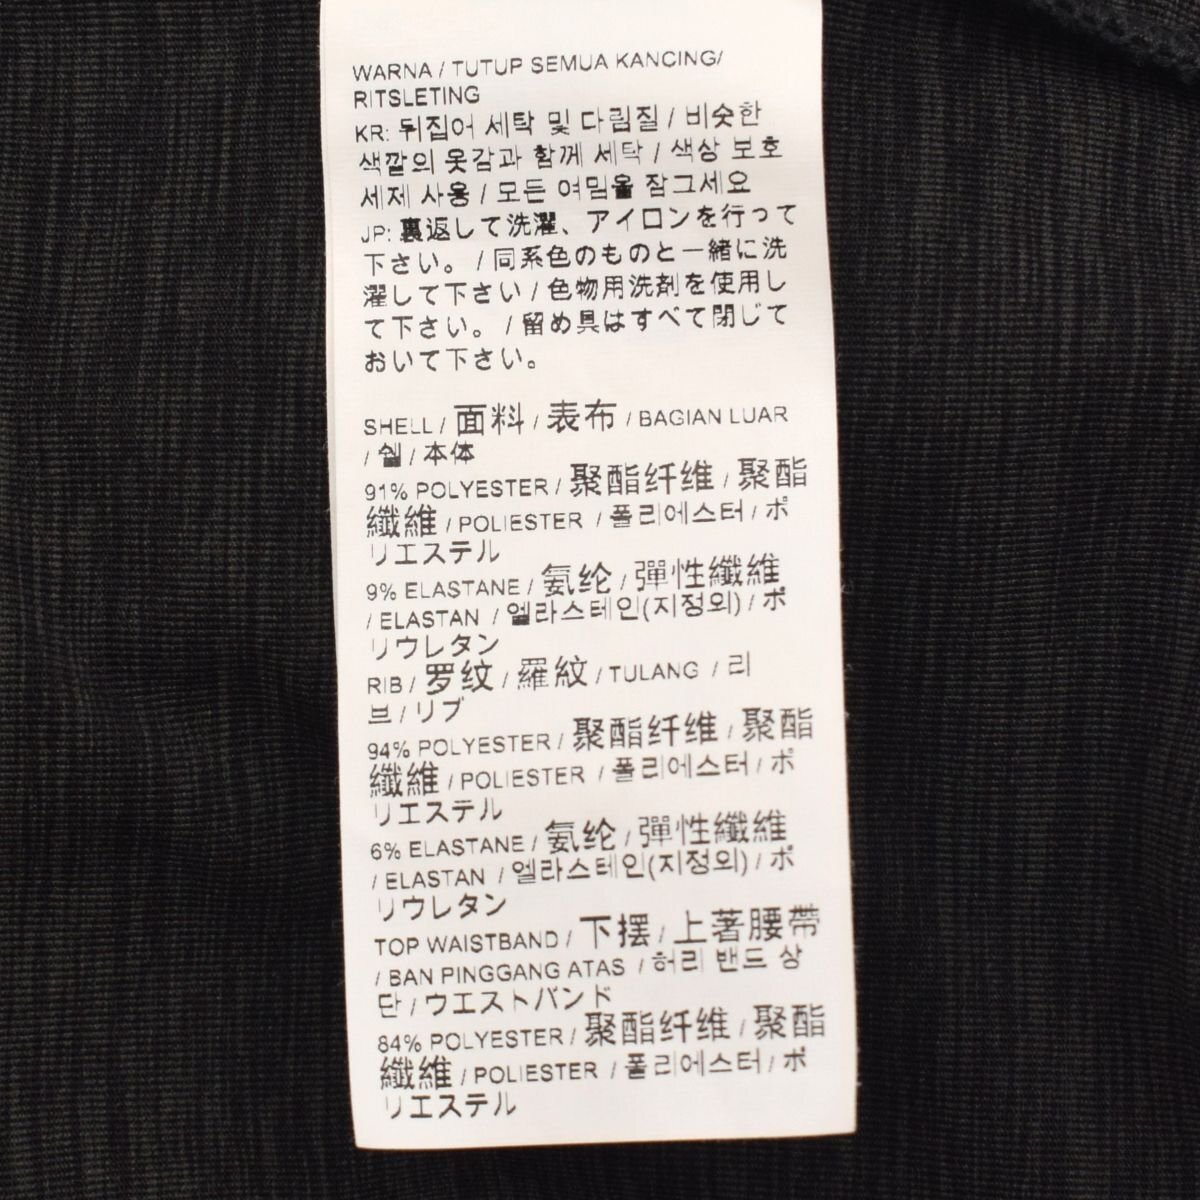 WARNA / TUTUP SEMUA KANCING/
RITSLETING
KR: 뒤집어 세탁 및 다림질 / 비슷한
색깔의 옷감과 함께 세탁 / 색상 보호
세제 사용 / 모든 여밈을 잠그세요
JP: 裏返して洗濯、アイロンを行って
下さい。 / 同系色のものと一緒に洗
濯して下さい / 色物用洗剤を使用し
て下さい。 / 留め具はすべて閉じて
おいて下さい。
SHELL / 面料 / 表布 / BAGIAN LUAR
/ 쉘 / 本体
91% POLYESTER / 聚酯纤维 / 聚酯
纖維 / POLIESTER / 폴리에스터 / ポ
リエステル
9% ELASTANE / 氨纶 / 彈性纖維
/ ELASTAN / 엘라스테인(지정외) / ポ
リウレタン
RIB / 罗纹 / 羅紋 / TULANG / 리
브 / リブ
94% POLYESTER / 聚酯纤维 / 聚酯
纖維 / POLIESTER / 폴리에스터 / ポ
リエステル
6% ELASTANE / 氨纶 / 彈性纖維
/ ELASTAN / 엘라스테인(지정외) / ポ
リウレタン
TOP WAISTBAND / 下摆 / 上著腰帶
/ BAN PINGGANG ATAS / 허리 밴드 상
단 / ウエストバンド
84% POLYESTER / 聚酯纤维 / 聚酯
纖維 / POLYESTER / 폴리에스터 / ポ
リエステル